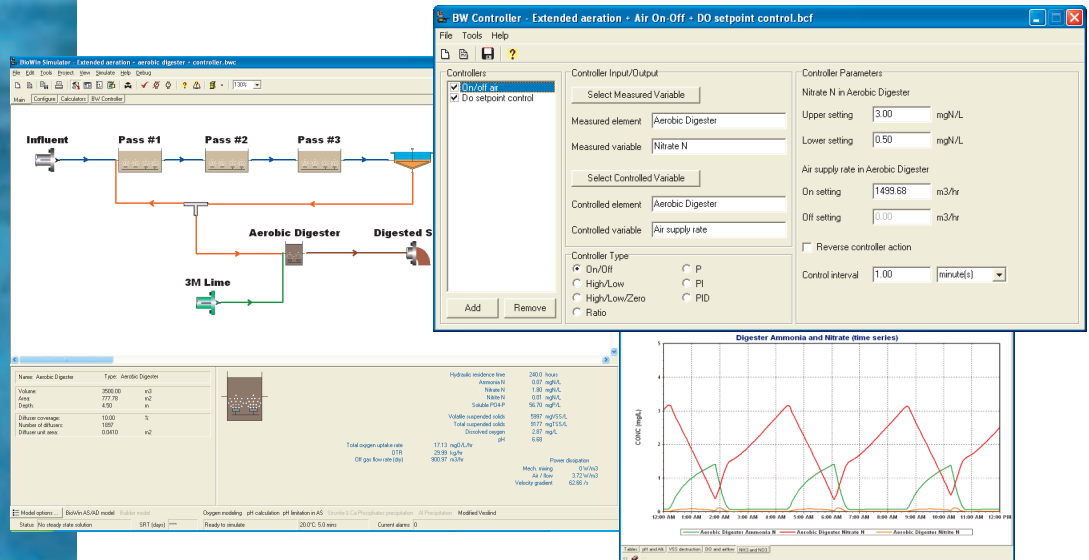 BW Controller - Extended aeration + Air On-Off + DO setpoint control.bcf
File Tools Help
Controllers
On/off air
Do setpoint control
Add Remove
Controller Input/Output
Select Measured Variable
Measured element Aerobic Digester
Measured variable Nitrate N
Select Controlled Variable
Controlled element Aerobic Digester
Controlled variable Air supply rate
Controller Type
On/Off P
High/Low PI
High/Low/Zero PID
Ratio
Controller Parameters
Nitrate N in Aerobic Digester
Upper setting 3.00 mgN/L
Lower setting 0.50 mgN/L
Air supply rate in Aerobic Digester
On setting 1499.68 m3/hr
Off setting 0.00 m3/hr
Reverse controller action
Control interval 1.00 minute(s)
BioWin Simulator - Extended aeration - aerobic digester - controller.bwc
File Edit Tools Project View Simulate Help Debug
130%
Main Configure Calculators BW Controller
Influent Pass #1 Pass #2 Pass #3
Aerobic Digester Digested S
3M Lime
Name: Aerobic Digester Type: Aerobic Digester
Volume: 3500.00 m3
Area: 777.78 m2
Depth: 4.50 m
Diffuser coverage: 10.00 %
Number of diffusers: 1897
Diffuser unit area: 0.0410 m2
Hydraulic residence time 240.0 hours
Ammonia N 0.07 mgN/L
Nitrate N 1.80 mgN/L
Nitrite N 0.01 mgN/L
Soluble PO4-P 96.70 mgP/L
Volatile suspended solids 5997 mgVSS/L
Total suspended solids 9177 mgTSS/L
Dissolved oxygen 2.87 mg/L
pH 6.68
Total oxygen uptake rate 17.13 mgO/L/hr
OTR 29.99 kg/hr
Off gas flow rate (dry) 900.97 m3/hr
Power dissipation
Mech. mixing 0 W/m3
Air / flow 3.72 W/m3
Velocity gradient 62.86 /s
Model options ... BioWin AS/AD model Builder model Oxygen modeling pH calculation pH limitation in AS Struvite & Ca Phosphates precipitation Al Precipitation Modified Vesilind
Status No steady state solution SRT (days) **** Ready to simulate 20.0°C: 5.0 mins Current alarms 0
Digester Ammonia and Nitrate (time series)
CONC (mg/L)
5
4
3
2
1
0
12:00 AM 1:00 AM 2:00 AM 3:00 AM 4:00 AM 5:00 AM 6:00 AM 7:00 AM 8:00 AM 9:00 AM 10:00 AM 11:00 AM 12:00 PM
Aerobic Digester Ammonia N Aerobic Digester Nitrate N Aerobic Digester Nitrite N
Tables pH and Alk VSS destruction DO and airflow NH3 and NO3